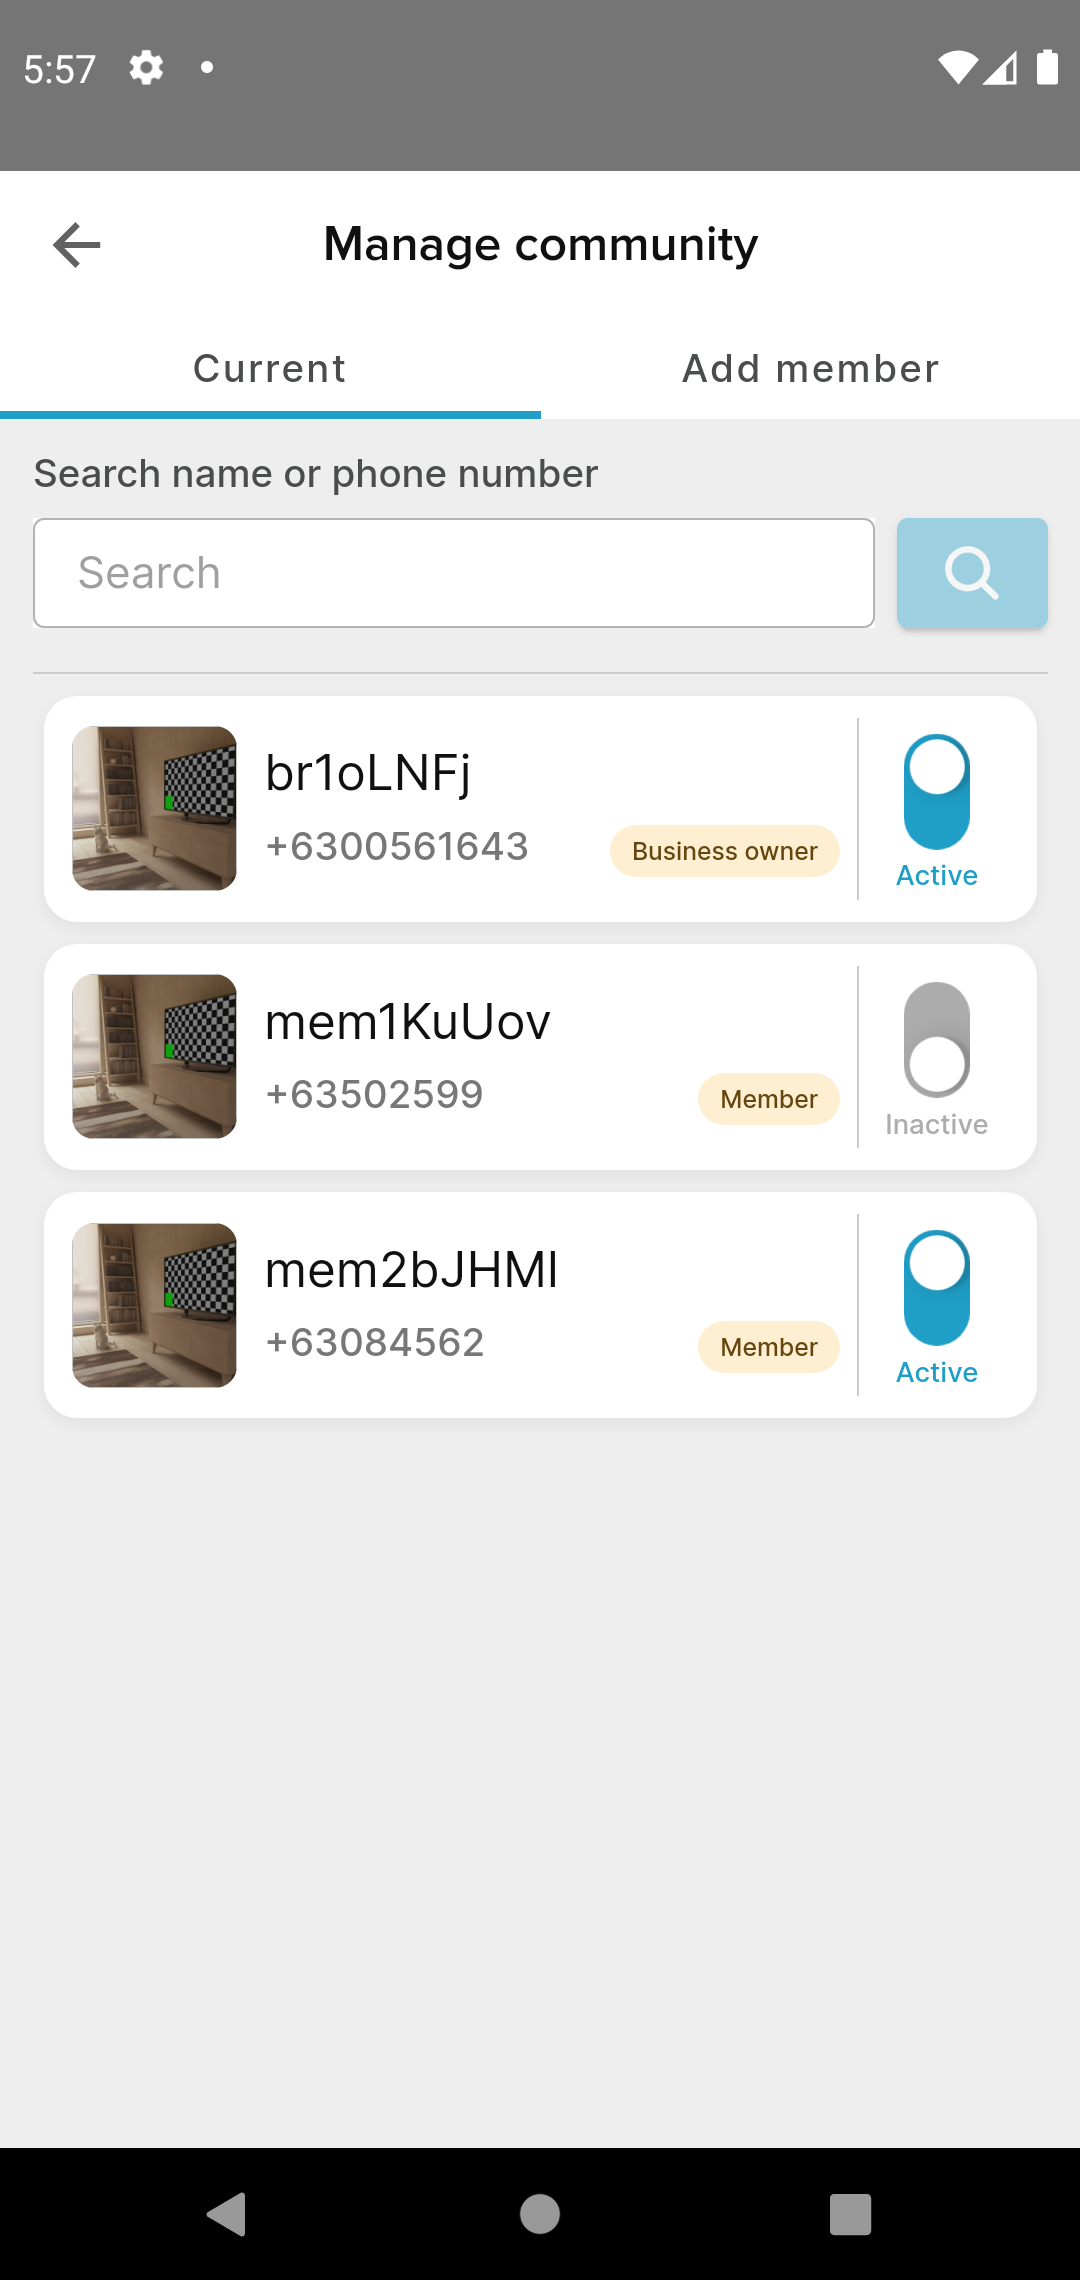 5:57
Manage community
Current
Add member
Search name or phone number
Search
br1oLNFj
+6300561643
Business owner
Active
mem1KuUov
+63502599
Member
Inactive
mem2bJHMI
+63084562
Member
Active